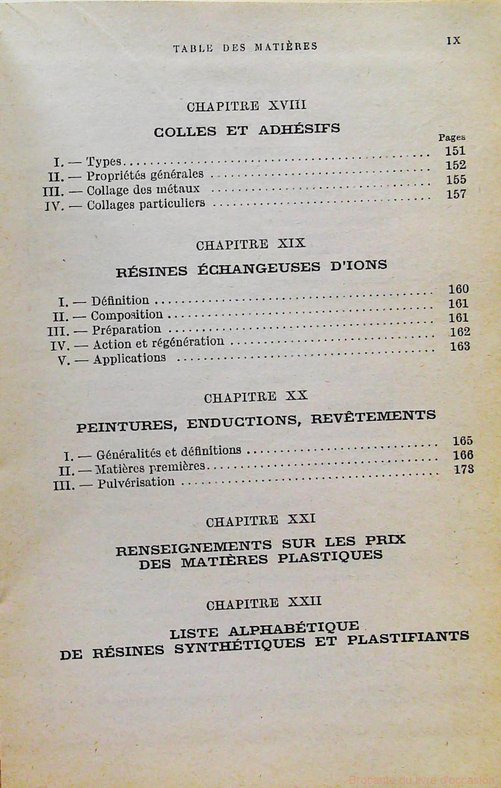 TABLE DES MATIÈRES IX
CHAPITRE XVIII
COLLES ET ADHÉSIFS
Pages
I. — Types. . . . . . . . . . . . . . . . . . . . . . . . . . . . . . 151
II. — Propriétés générales . . . . . . . . . . . . . . . . . . . . 152
III. — Collage des métaux . . . . . . . . . . . . . . . . . . . . 155
IV. — Collages particuliers . . . . . . . . . . . . . . . . . . . . 157
CHAPITRE XIX
RÉSINES ÉCHANGEUSES D'IONS
I. — Définition . . . . . . . . . . . . . . . . . . . . . . . . . . 160
II. — Composition . . . . . . . . . . . . . . . . . . . . . . . . 161
III. — Préparation . . . . . . . . . . . . . . . . . . . . . . . . 161
IV. — Action et régénération . . . . . . . . . . . . . . . . . . 162
V. — Applications . . . . . . . . . . . . . . . . . . . . . . . . 163
CHAPITRE XX
PEINTURES, ENDUCTIONS, REVÊTEMENTS
I. — Généralités et définitions . . . . . . . . . . . . . . . . . 165
II. — Matières premières. . . . . . . . . . . . . . . . . . . . . 166
III. — Pulvérisation . . . . . . . . . . . . . . . . . . . . . . . 173
CHAPITRE XXI
RENSEIGNEMENTS SUR LES PRIX
DES MATIÈRES PLASTIQUES
CHAPITRE XXII
LISTE ALPHABÉTIQUE
DE RÉSINES SYNTHÉTIQUES ET PLASTIFIANTS
Brocante du livre d'occasion